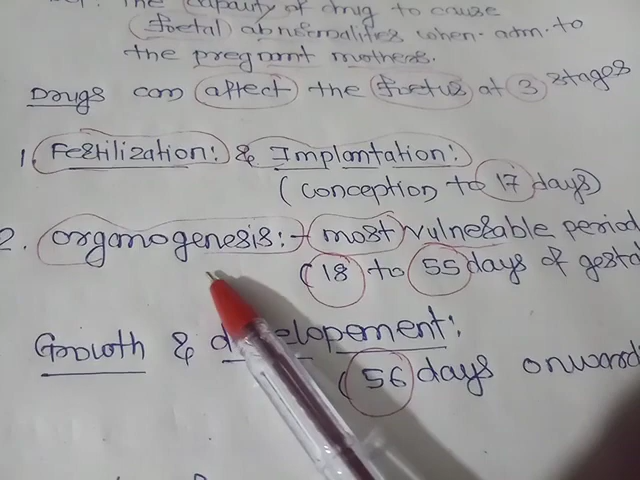 The capacity of drug to cause
(foetal) abnormalities when adm. to
the pregnant mothers.
Drugs can affect the foetus at 3 stages
1. Fertilization: & Implantation:
(conception to 17 days)
2. Organogenesis:- most vulnerable period
(18 to 55 days of gesta
Growth & developement:
(56 days onward